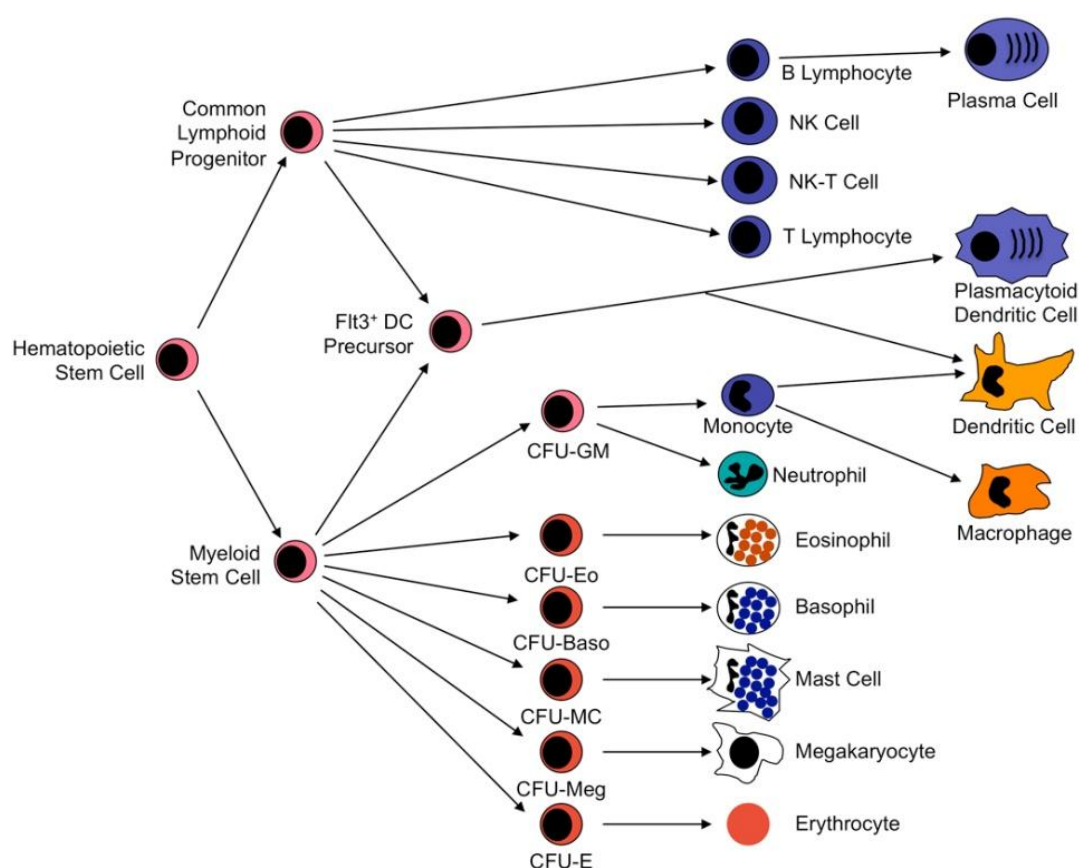 B Lymphocyte
Plasma Cell
Common
Lymphoid
Progenitor
NK Cell
NK-T Cell
T Lymphocyte
Plasmacytoid
Dendritic Cell
Flt3⁺ DC
Precursor
Hematopoietic
Stem Cell
CFU-GM
Monocyte
Dendritic Cell
Neutrophil
Macrophage
Myeloid
Stem Cell
CFU-Eo
Eosinophil
CFU-Baso
Basophil
CFU-MC
Mast Cell
CFU-Meg
Megakaryocyte
CFU-E
Erythrocyte